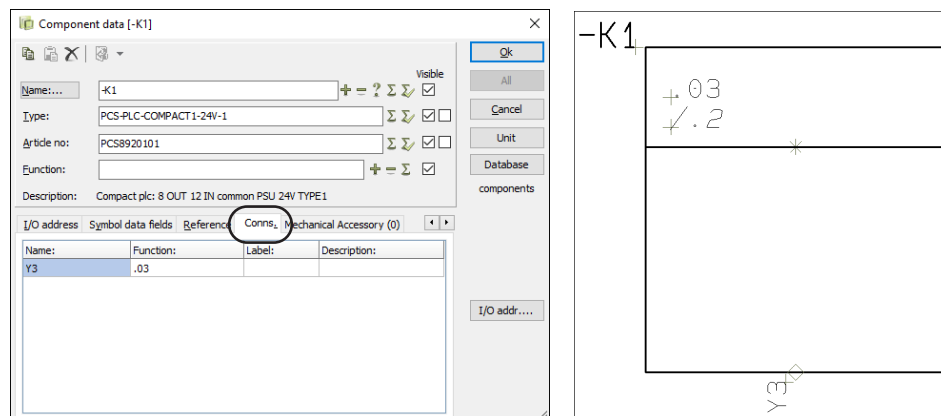 Component data [-K1]
Ok
All
Cancel
Unit
Database
components
I/O addr....
Visible
Name:...
-K1
Type:
PCS-PLC-COMPACT1-24V-1
Article no:
PCS8920101
Function:
Description: Compact plc: 8 OUT 12 IN common PSU 24V TYPE1
I/O address Symbol data fields Reference Conns. Mechanical Accessory (0)
Name: Function: Label: Description:
Y3 .03
-K1
.03
/.2
Y3